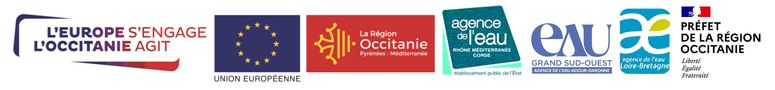 L'EUROPE S'ENGAGE
L'OCCITANIE AGIT
UNION EUROPÉENNE
La Région
Occitanie
Pyrénées - Méditerranée
agence
de l'eau
RHÔNE MÉDITERRANÉE
CORSE
établissement public de l'État
eau
GRAND SUD-OUEST
AGENCE DE L'EAU ADOUR-GARONNE
ae
agence de l'eau
Loire-Bretagne
PRÉFET
DE LA RÉGION
OCCITANIE
Liberté
Égalité
Fraternité